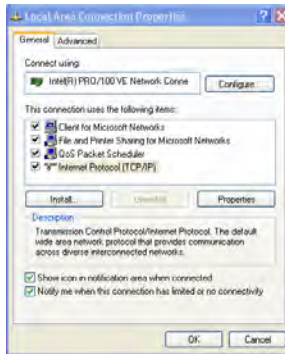 Local Area Connection Properties
General Advanced
Connect using:
Intel(R) PRO/100 VE Network Conne
Configure...
This connection uses the following items:
Client for Microsoft Networks
File and Printer Sharing for Microsoft Networks
QoS Packet Scheduler
Internet Protocol (TCP/IP)
Install... Uninstall Properties
Description
Transmission Control Protocol/Internet Protocol. The default
wide area network protocol that provides communication
across diverse interconnected networks.
Show icon in notification area when connected
Notify me when this connection has limited or no connectivity
OK Cancel